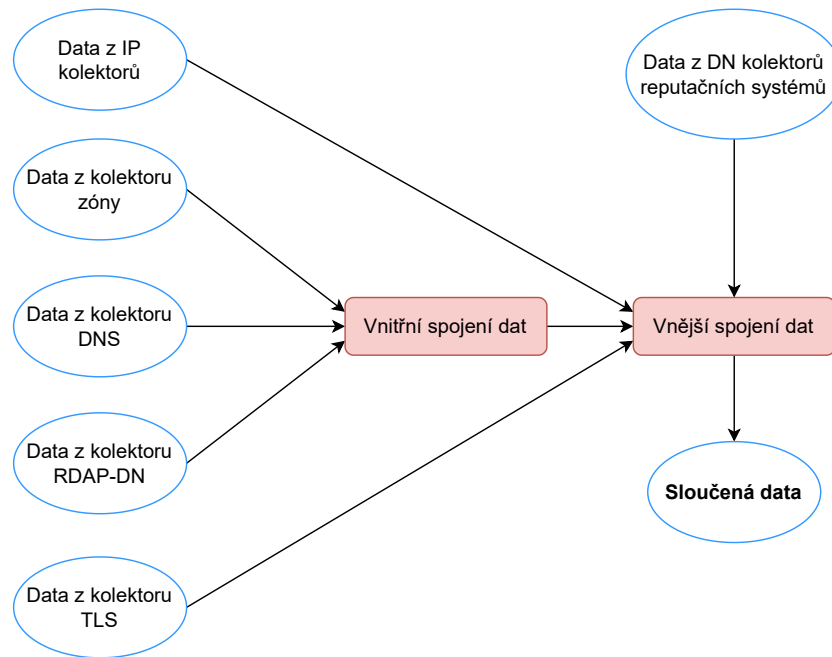 Data z IP
kolektorů
Data z DN kolektorů
reputačních systémů
Data z kolektoru
zóny
Data z kolektoru
DNS
Vnitřní spojení dat
Vnější spojení dat
Data z kolektoru
RDAP-DN
Sloučená data
Data z kolektoru
TLS